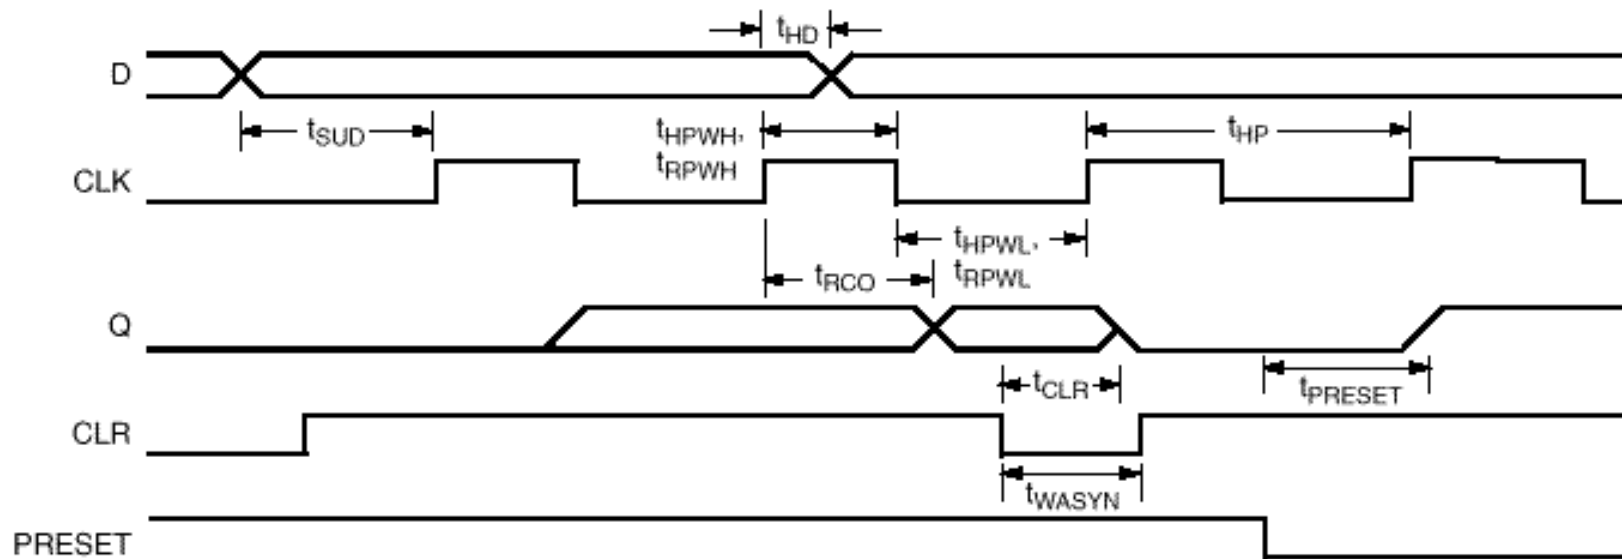 tHD
D
tSUD
tHPWH,
tRPWH
tHP
CLK
tHPWL,
tRPWL
tRCO
Q
tCLR
tPRESET
CLR
tWASYN
PRESET